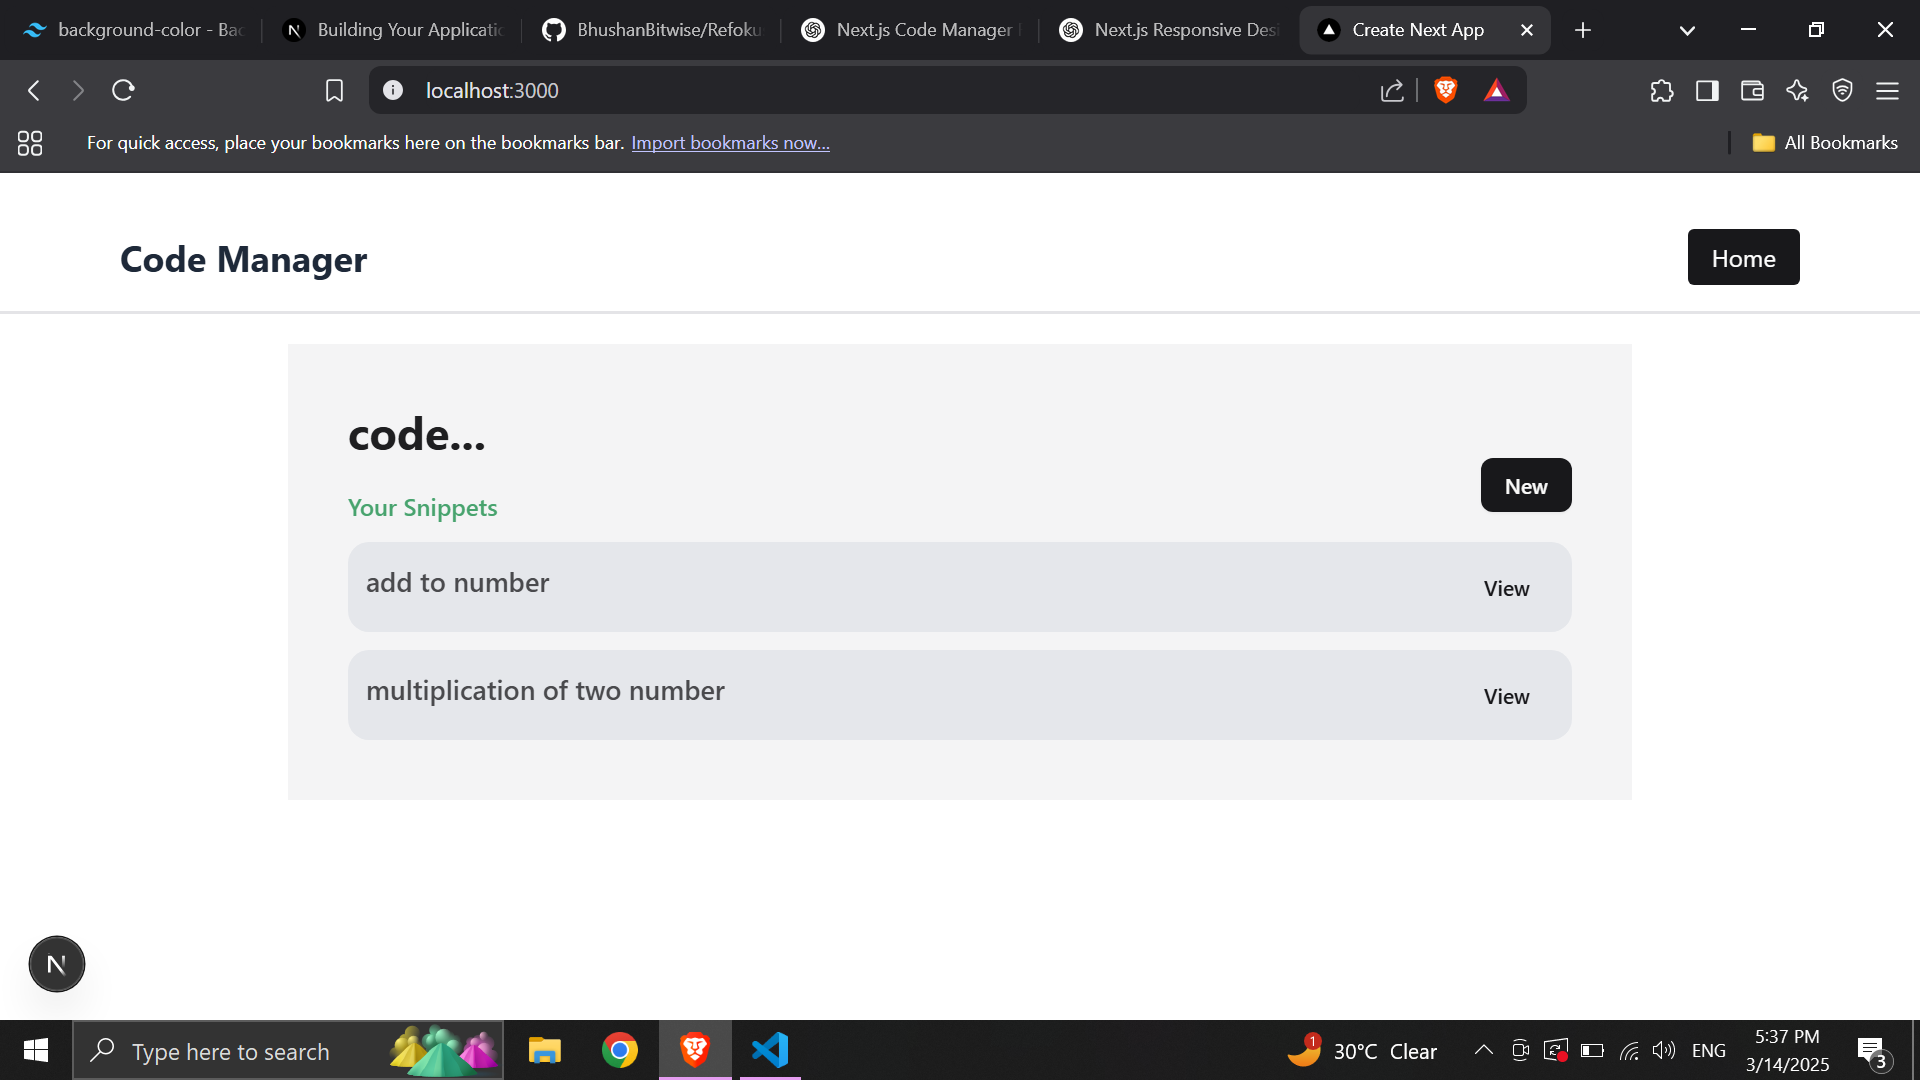 background-color - Bac
Building Your Applicatio
BhushanBitwise/Refoku
Next.js Code Manager
Next.js Responsive Desi
Create Next App
localhost:3000
For quick access, place your bookmarks here on the bookmarks bar. Import bookmarks now...
All Bookmarks
Code Manager
Home
code...
New
Your Snippets
add to number
View
multiplication of two number
View
N
Type here to search
1
30°C Clear
ENG
5:37 PM
3/14/2025
3